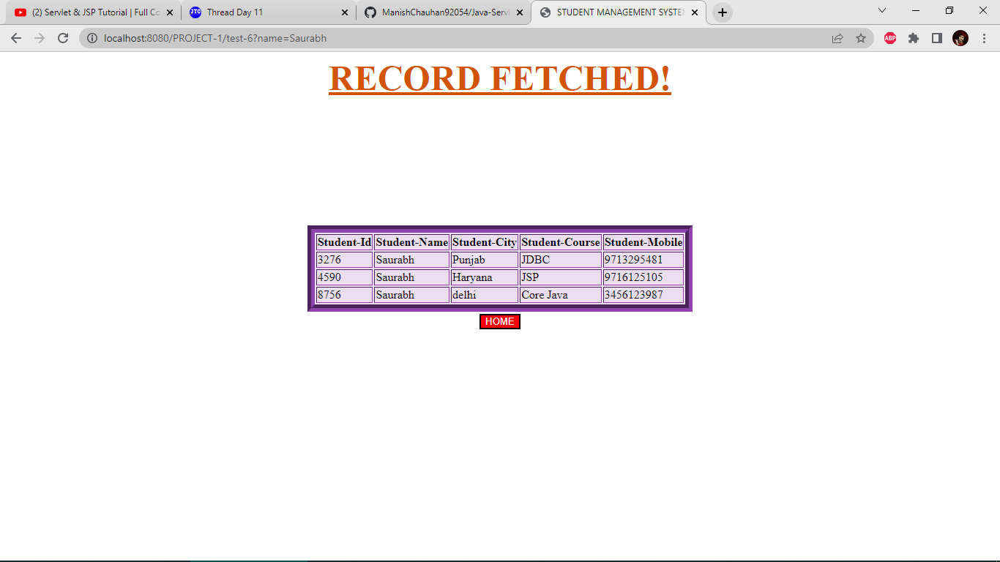 (2) Servlet & JSP Tutorial | Full Co
JTC Thread Day 11
ManishChauhan92054/Java-Servl
STUDENT MANAGEMENT SYSTEM
localhost:8080/PROJECT-1/test-6?name=Saurabh
ABP
RECORD FETCHED!
Student-Id Student-Name Student-City Student-Course Student-Mobile
3276 Saurabh Punjab JDBC 9713295481
4590 Saurabh Haryana JSP 9716125105
8756 Saurabh delhi Core Java 3456123987
HOME